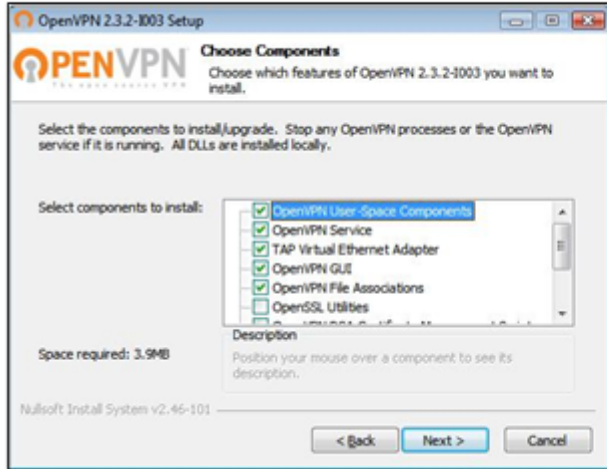 OpenVPN 2.3.2-I003 Setup
OPENVPN
The open source VPN
Choose Components
Choose which features of OpenVPN 2.3.2-I003 you want to
install.
Select the components to install/upgrade. Stop any OpenVPN processes or the OpenVPN
service if it is running. All DLLs are installed locally.
Select components to install:
OpenVPN User-Space Components
OpenVPN Service
TAP Virtual Ethernet Adapter
OpenVPN GUI
OpenVPN File Associations
OpenSSL Utilities
Space required: 3.9MB
Description
Position your mouse over a component to see its
description.
Nullsoft Install System v2.46-101
< Back
Next >
Cancel